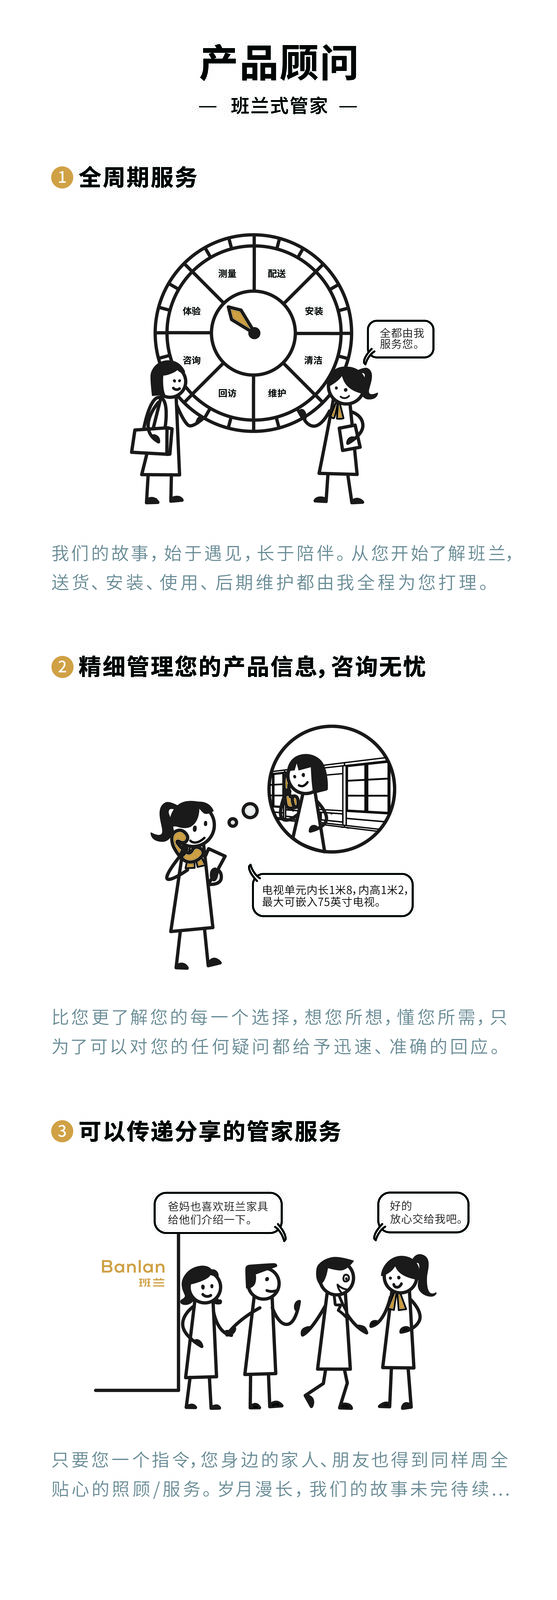 产品顾问
— 班兰式管家 —
1 全周期服务
测量
配送
体验
安装
咨询
清洁
回访
维护
全都由我
服务您。
我们的故事，始于遇见，长于陪伴。从您开始了解班兰，
送货、安装、使用、后期维护都由我全程为您打理。
2 精细管理您的产品信息，咨询无忧
电视单元内长1米8，内高1米2，
最大可嵌入75英寸电视。
比您更了解您的每一个选择，想您所想，懂您所需，只
为了可以对您的任何疑问都给予迅速、准确的回应。
3 可以传递分享的管家服务
爸妈也喜欢班兰家具
给他们介绍一下。
好的
放心交给我吧。
Banlan
班兰
只要您一个指令，您身边的家人、朋友也得到同样周全
贴心的照顾/服务。岁月漫长，我们的故事未完待续...